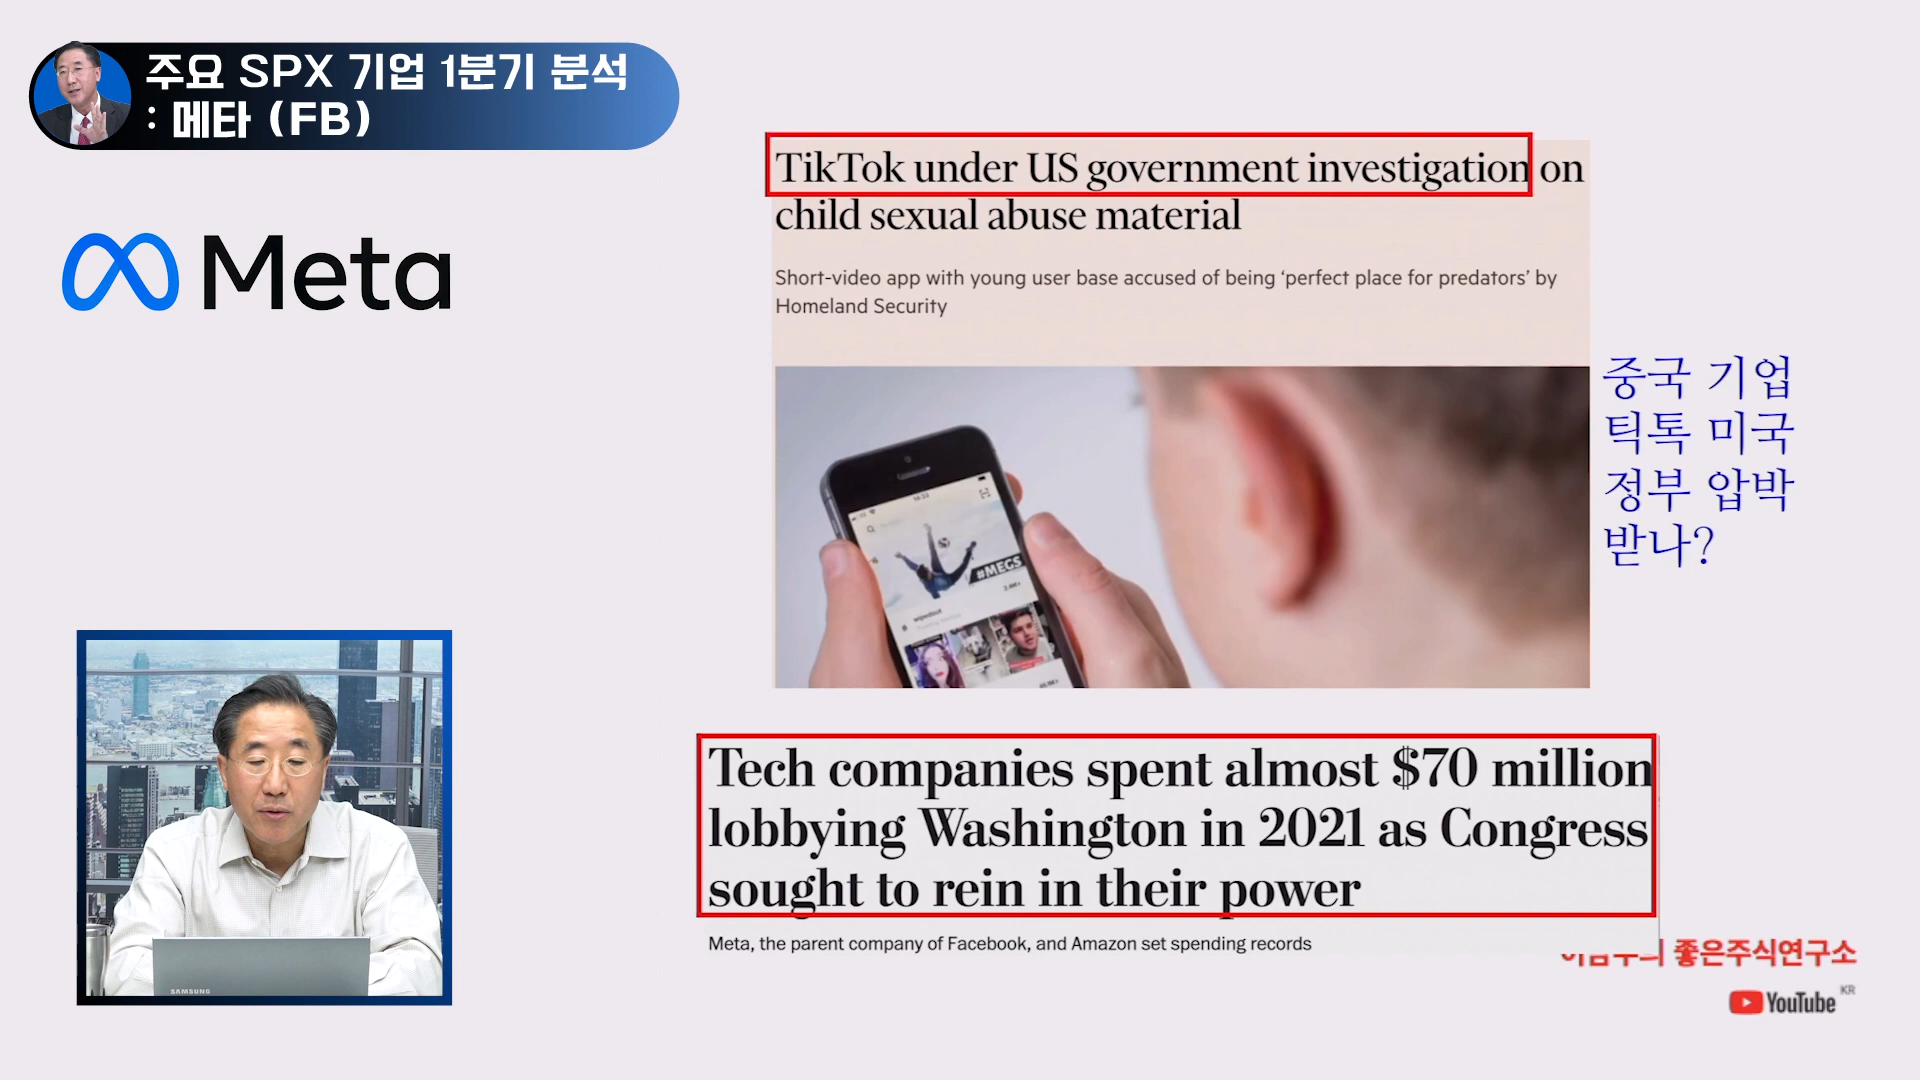 주요 SPX 기업 1분기 분석
: 메타 (FB)
Meta
TikTok under US government investigation on
child sexual abuse material
Short-video app with young user base accused of being ‘perfect place for predators’ by
Homeland Security
#MEGS
중국 기업
틱톡 미국
정부 압박
받나?
Tech companies spent almost $70 million
lobbying Washington in 2021 as Congress
sought to rein in their power
Meta, the parent company of Facebook, and Amazon set spending records
좋은주식연구소
YouTube KR
SAMSUNG